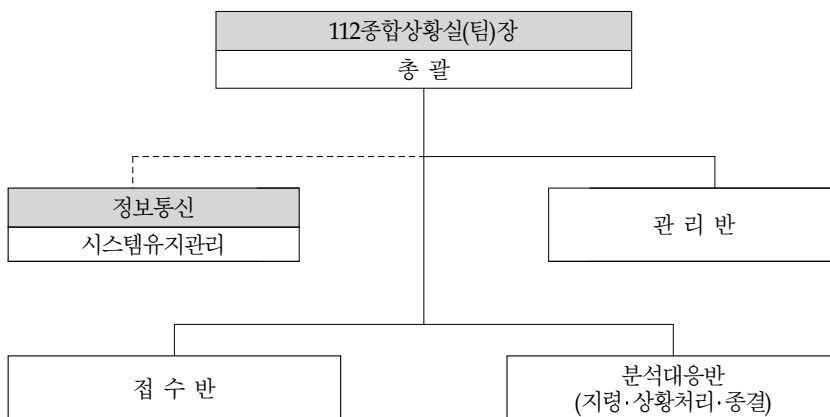 112종합상황실(팀)장
총 괄
정보통신
시스템유지관리
관 리 반
접 수 반
분석대응반
(지령·상황처리·종결)